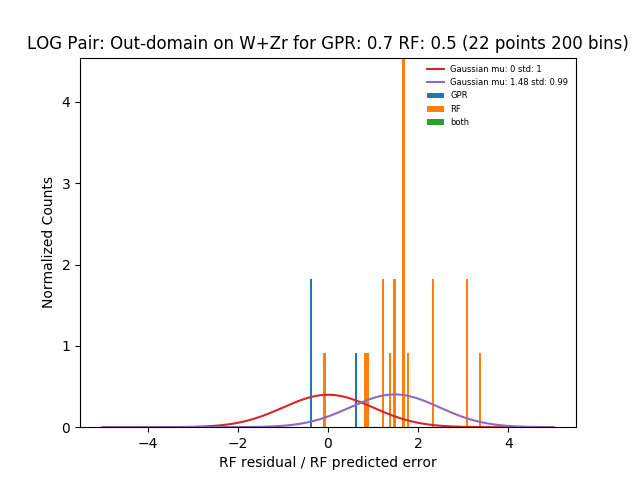 LOG Pair: Out-domain on W+Zr for GPR: 0.7 RF: 0.5 (22 points 200 bins)
Gaussian mu: 0 std: 1
Gaussian mu: 1.48 std: 0.99
GPR
RF
both
Normalized Counts
4
3
2
1
0
−4
−2
0
2
4
RF residual / RF predicted error